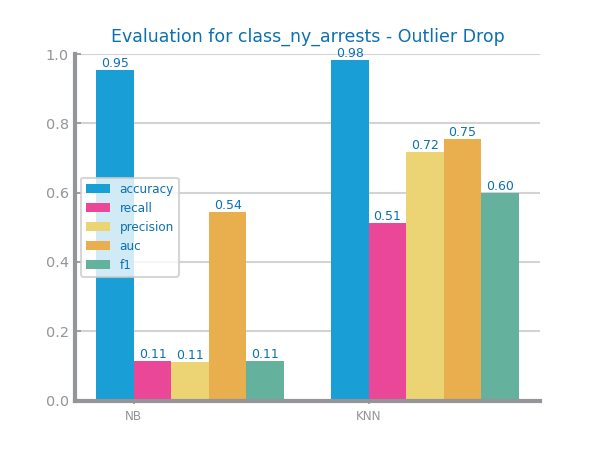 Evaluation for class_ny_arrests - Outlier Drop
1.0
0.8
0.6
0.4
0.2
0.0
0.95
0.11
0.11
0.54
0.11
0.98
0.51
0.72
0.75
0.60
accuracy
recall
precision
auc
f1
NB
KNN